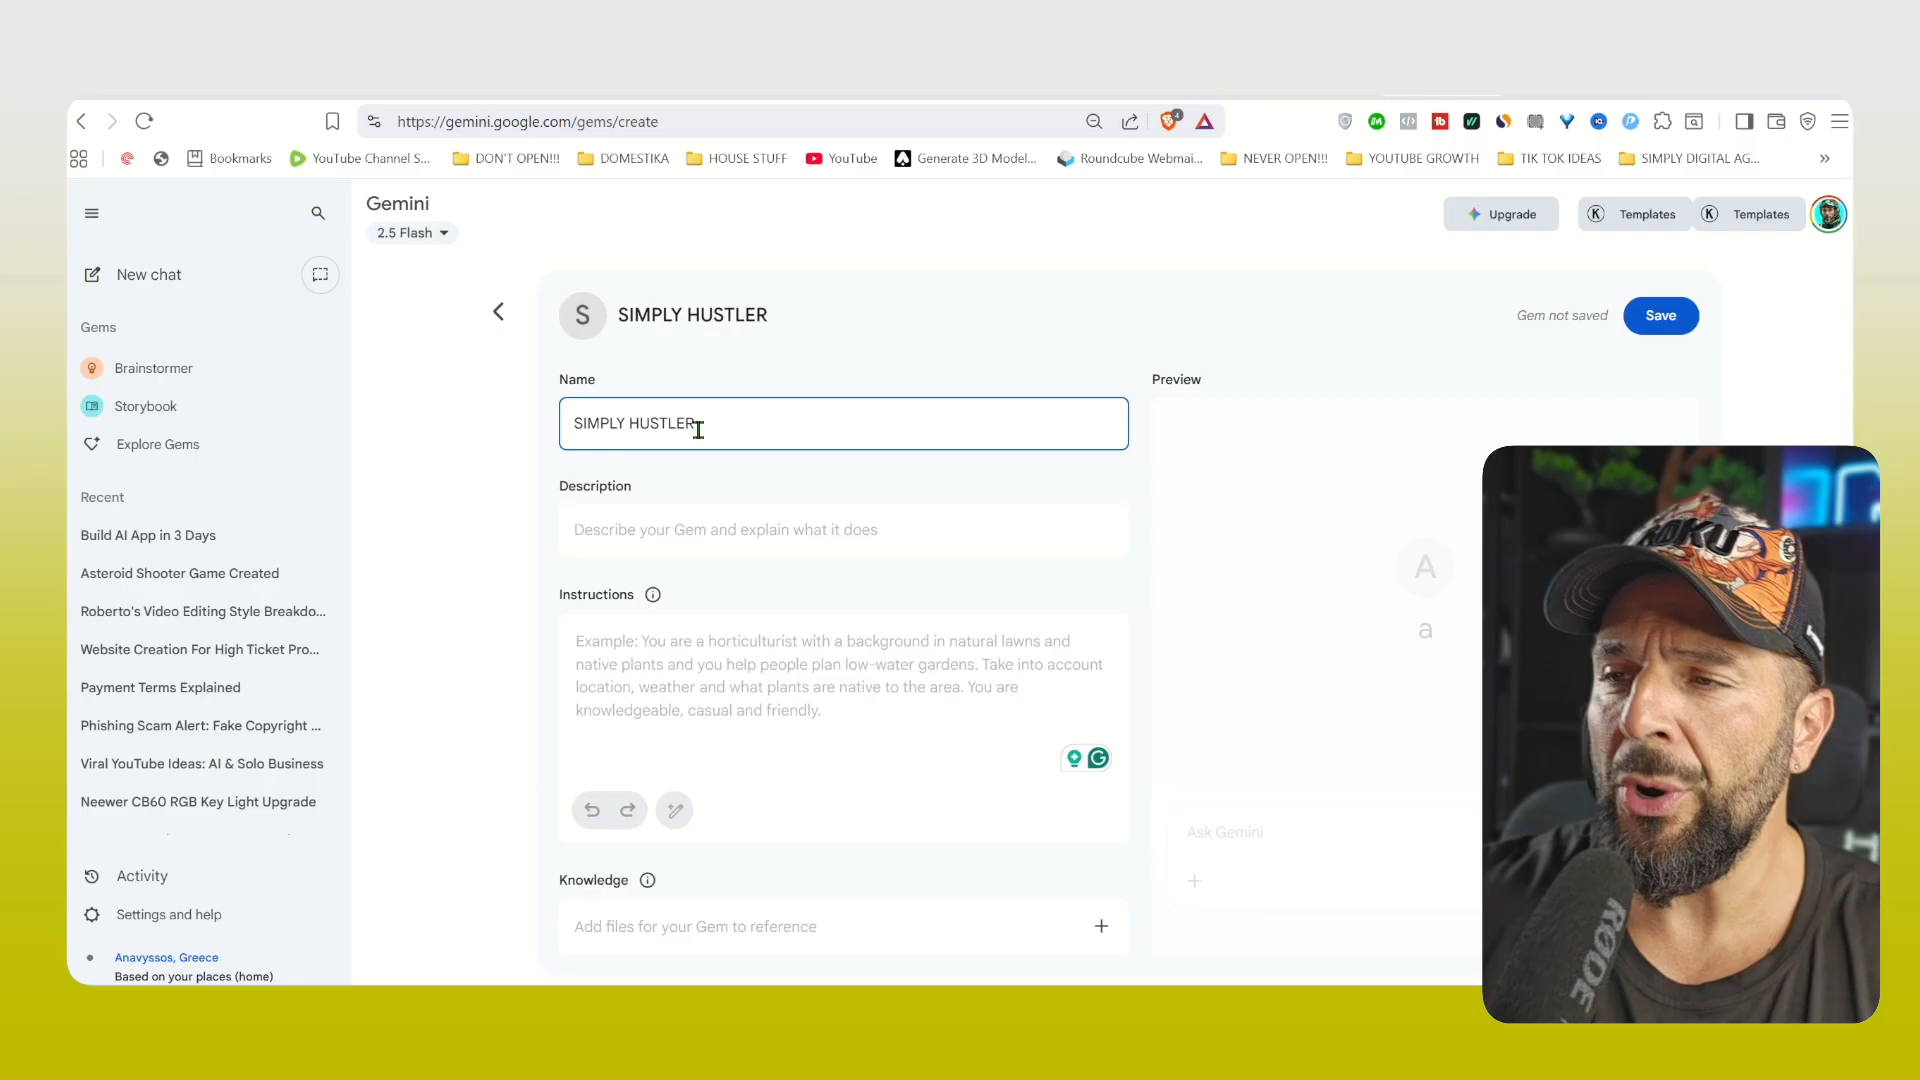 https://gemini.google.com/gems/create
4
Bookmarks
YouTube Channel S...
DON'T OPEN!!!
DOMESTIKA
HOUSE STUFF
YouTube
Generate 3D Model...
Roundcube Webmai...
NEVER OPEN!!!
YOUTUBE GROWTH
TIK TOK IDEAS
SIMPLY DIGITAL AG...
Gemini
2.5 Flash
Upgrade
K Templates
K Templates
New chat
Gems
Brainstormer
Storybook
Explore Gems
Recent
Build AI App in 3 Days
Asteroid Shooter Game Created
Roberto's Video Editing Style Breakdo...
Website Creation For High Ticket Pro...
Payment Terms Explained
Phishing Scam Alert: Fake Copyright ...
Viral YouTube Ideas: AI & Solo Business
Neewer CB60 RGB Key Light Upgrade
Activity
Settings and help
Anavyssos, Greece
Based on your places (home)
S SIMPLY HUSTLER
Gem not saved
Save
Name
SIMPLY HUSTLER
Description
Describe your Gem and explain what it does
Instructions
Example: You are a horticulturist with a background in natural lawns and
native plants and you help people plan low-water gardens. Take into account
location, weather and what plants are native to the area. You are
knowledgeable, casual and friendly.
Knowledge
Add files for your Gem to reference
Preview
A
a
Ask Gemini
RODE